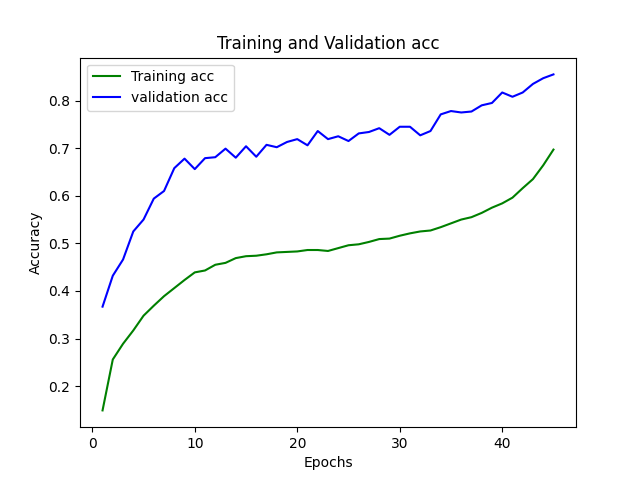 Training and Validation acc
Training acc
validation acc
Accuracy
0.8
0.7
0.6
0.5
0.4
0.3
0.2
0
10
20
30
40
Epochs